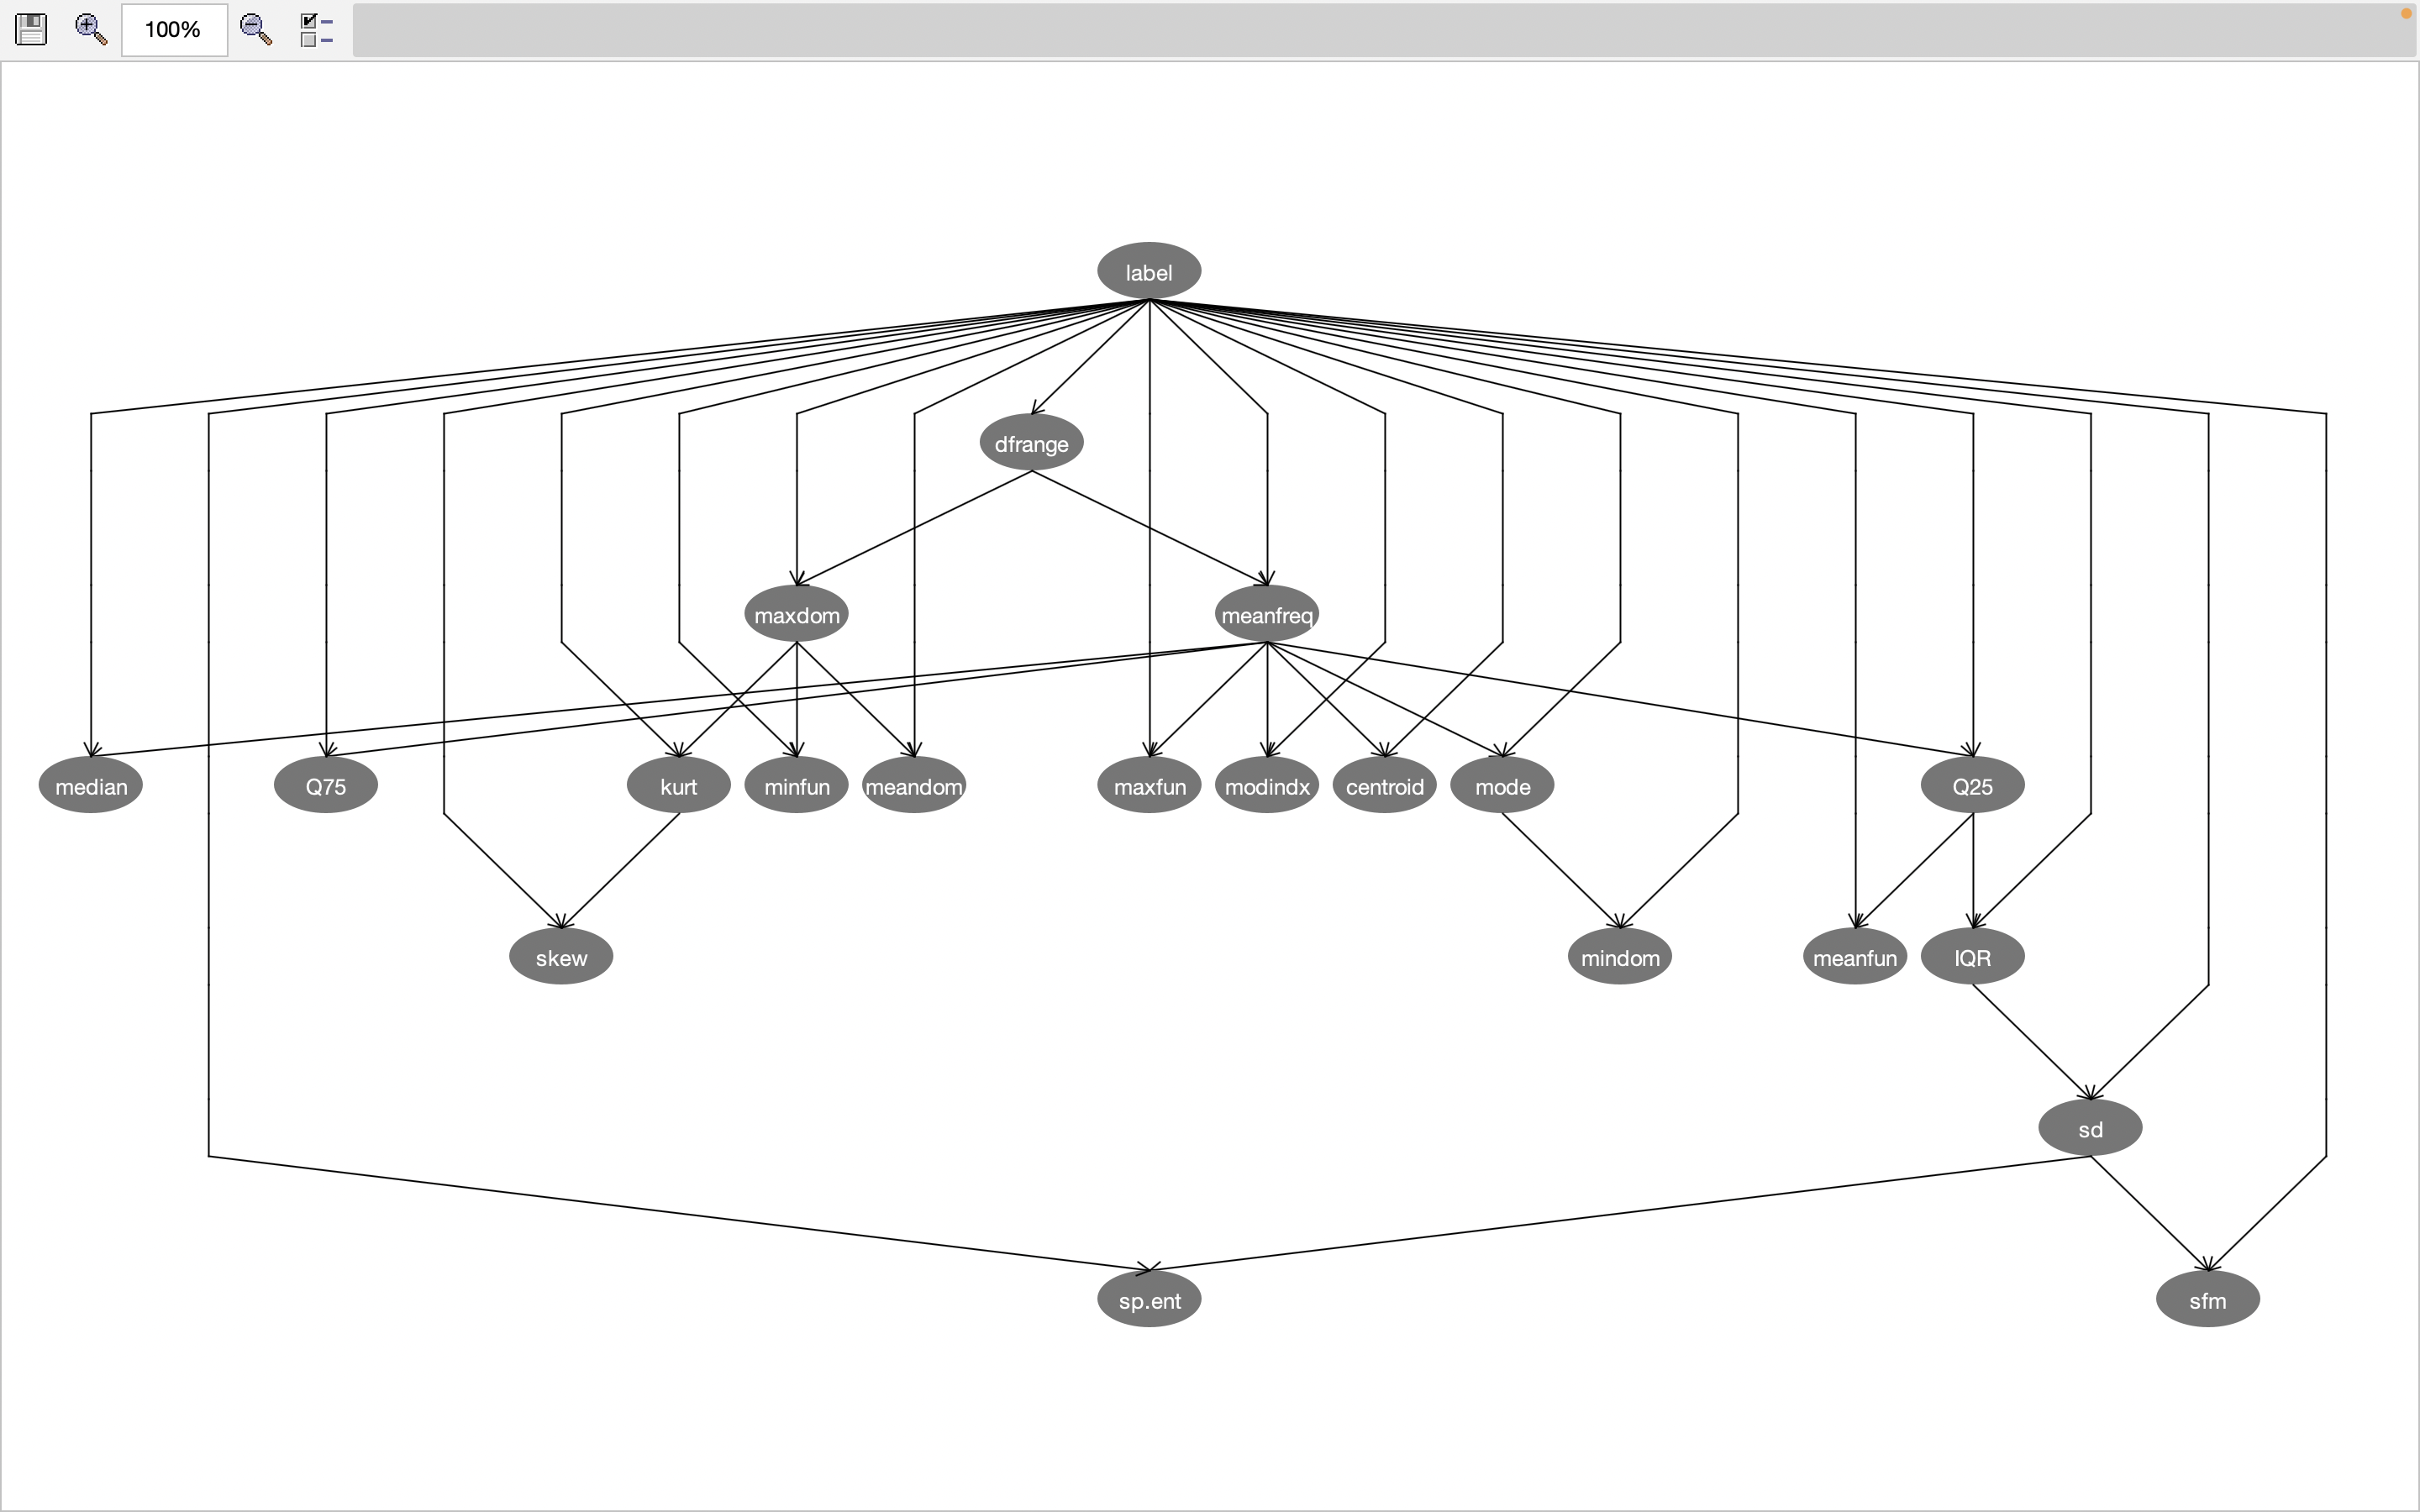 100%
label
dfrange
maxdom meanfreq
median Q75 kurt minfun meandom maxfun modindx centroid mode Q25
skew mindom meanfun IQR
sd
sp.ent sfm